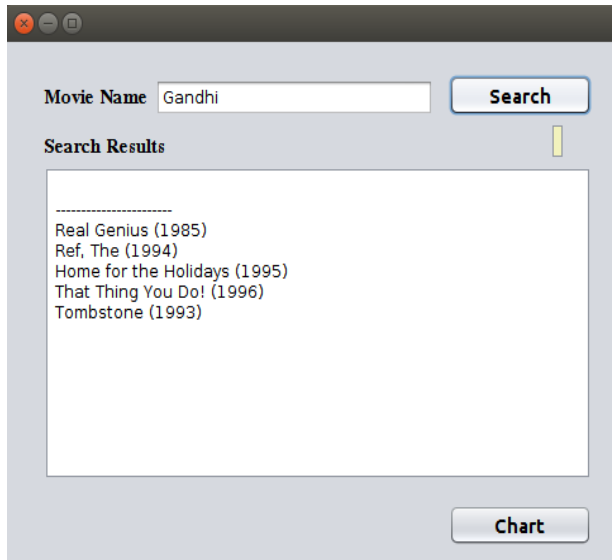 Movie Name Gandhi Search
Search Results
-----------------------
Real Genius (1985)
Ref, The (1994)
Home for the Holidays (1995)
That Thing You Do! (1996)
Tombstone (1993)
Chart